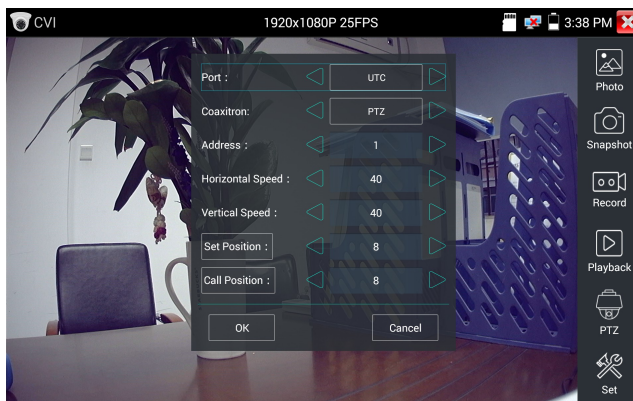 CVI 1920x1080P 25FPS 3:38 PM
Port : UTC
Coaxitron: PTZ
Address : 1
Horizontal Speed : 40
Vertical Speed : 40
Set Position : 8
Call Position : 8
OK Cancel
Photo
Snapshot
Record
Playback
PTZ
Set